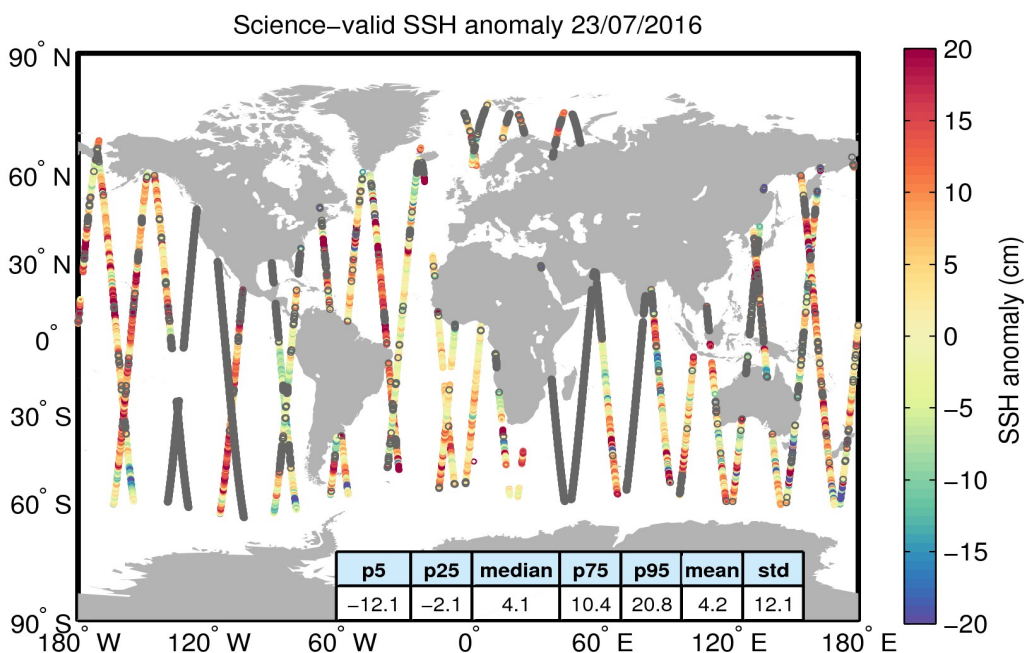 Science−valid SSH anomaly 23/07/2016
90° N
60° N
30° N
0°
30° S
60° S
90° S
180° W
120° W
60° W
0°
60° E
120° E
180° E
p5 p25 median p75 p95 mean std
−12.1 −2.1 4.1 10.4 20.8 4.2 12.1
20
15
10
5
0
−5
−10
−15
−20
SSH anomaly (cm)